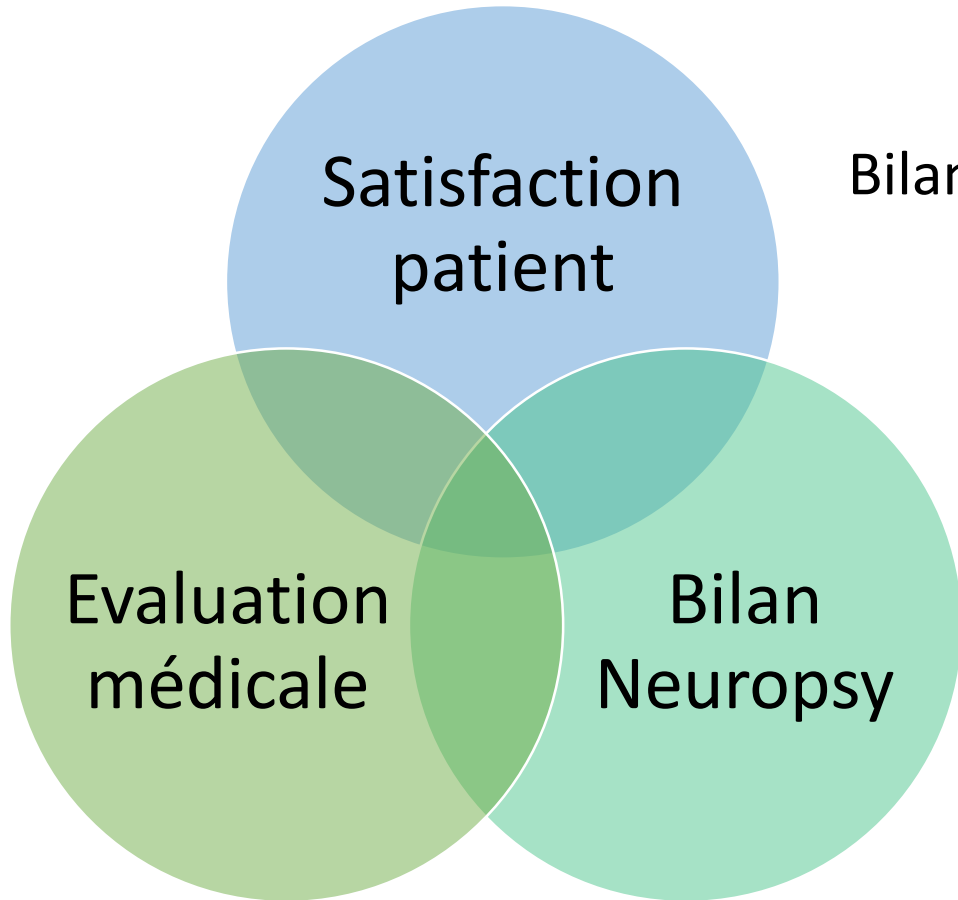 Satisfaction
patient
Evaluation
médicale
Bilan
Neuropsy